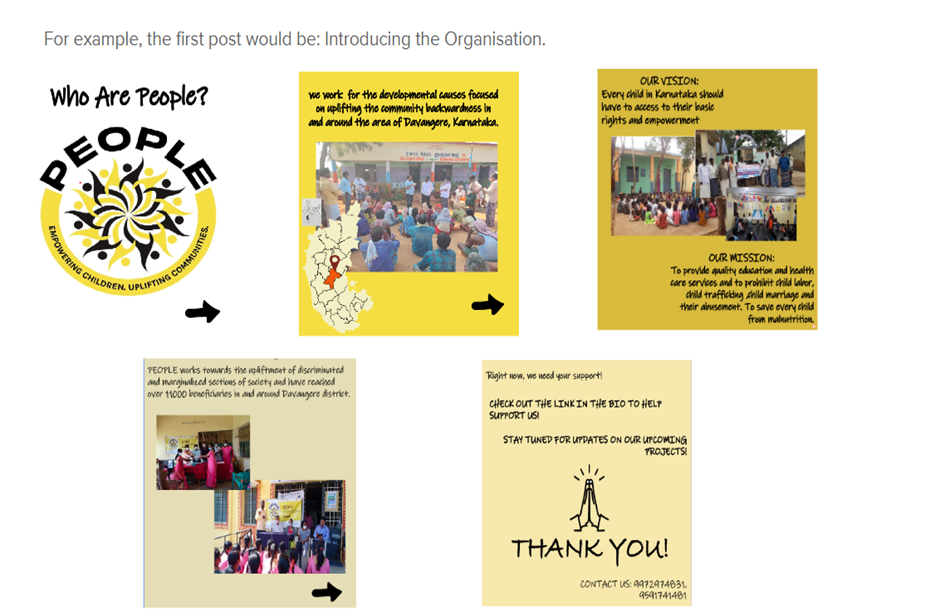 For example, the first post would be: Introducing the Organisation.
Who Are People?
PEOPLE
EMPOWERING CHILDREN. UPLIFTING COMMUNITIES.
we work for the developmental causes focused
on uplifting the community backwardness in
and around the area of Davangere, Karnataka.
OUR VISION:
Every child in Karnataka should
have to access to their basic
rights and empowerment
OUR MISSION:
To provide quality education and health
care services and to prohibit child labor,
child trafficking ,child marriage and
their abusement. To save every child
from malnutrition.
PEOPLE works towards the upliftment of discriminated
and marginalized sections of society and have reached
over 11000 beneficiaries in and around Davangere district.
Right now, we need your support!
CHECK OUT THE LINK IN THE BIO TO HELP
SUPPORT US!
STAY TUNED FOR UPDATES ON OUR UPCOMING
PROJECTS!
THANK YOU!
CONTACT US: 9972974831,
9591741481